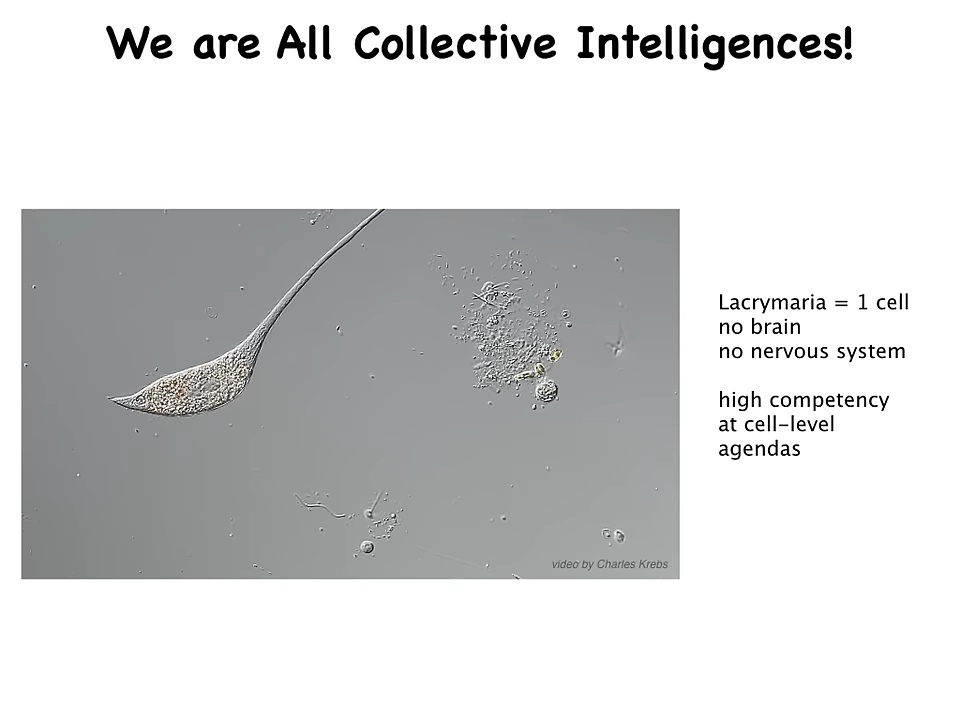 We are All Collective Intelligences!
Lacrymaria = 1 cell
no brain
no nervous system
high competency
at cell-level
agendas
video by Charles Krebs